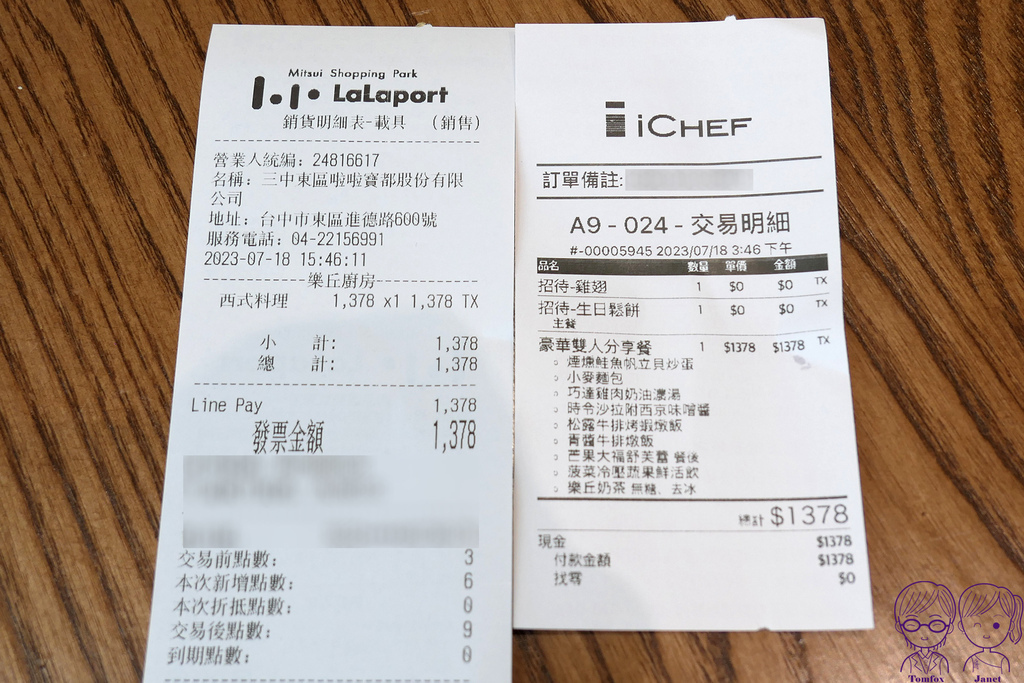 Mitsui Shopping Park
LaLaport
銷貨明細表-載具 (銷售)
營業人統編: 24816617
名稱: 三中東區啦啦寶都股份有限
公司
地址: 台中市東區進德路600號
服務電話: 04-22156991
2023-07-18 15:46:11
樂丘廚房
西式料理 1,378 x1 1,378 TX
小 計: 1,378
總 計: 1,378
Line Pay 1,378
發票金額 1,378
交易前點數: 3
本次新增點數: 6
本次折抵點數: 0
交易後點數: 9
到期點數: 0
iCHEF
訂單備註:
A9 - 024 - 交易明細
#-00005945 2023/07/18 3:46 下午
品名 數量 單價 金額
招待-雞翅 1 $0 $0 TX
招待-生日鬆餅 1 $0 $0 TX
主餐
豪華雙人分享餐 1 $1378 $1378 TX
。煙燻鮭魚帆立貝炒蛋
。小麥麵包
。巧達雞肉奶油濃湯
。時令沙拉附西京味噌醬
。松露牛排烤蝦燉飯
。青醬牛排燉飯
。芒果大福舒芙蕾 餐後
。菠菜冷壓蔬果鮮活飲
。樂丘奶茶 無糖、去冰
總計 $1378
現金 $1378
付款金額 $1378
找零 $0
Tomfox Janet